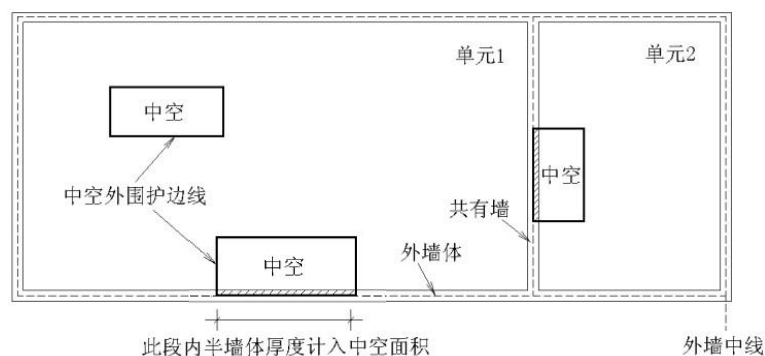 单元1
单元2
中空
中空
中空外围护边线
共有墙
中空
外墙体
此段内半墙体厚度计入中空面积
外墙中线